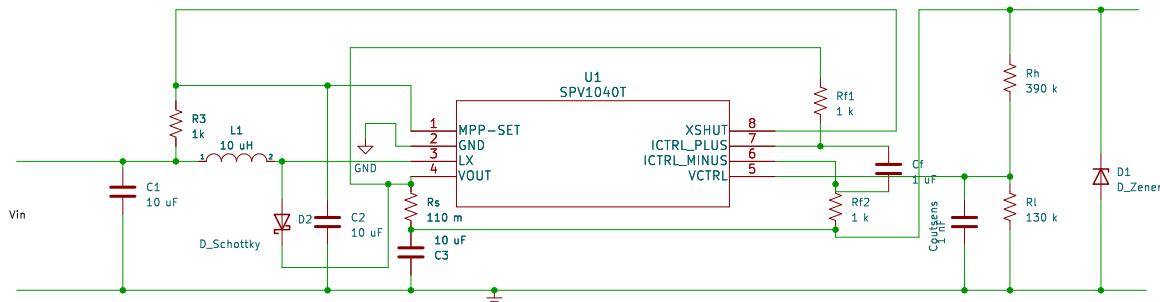 U1
SPV1040T
1
MPP-SET
2
GND
3
LX
4
VOUT
XSHUT
8
ICTRL_PLUS
7
ICTRL_MINUS
6
VCTRL
5
R3
1k
L1
10 uH
1
2
GND
C1
10 uF
Vin
D2
D_Schottky
C2
10 uF
Rs
110 m
10 uF
C3
Rf1
1 k
Cf
1 uF
Rf2
1 k
Coutsens
1 nF
Rh
390 k
Rl
130 k
D1
D_Zener